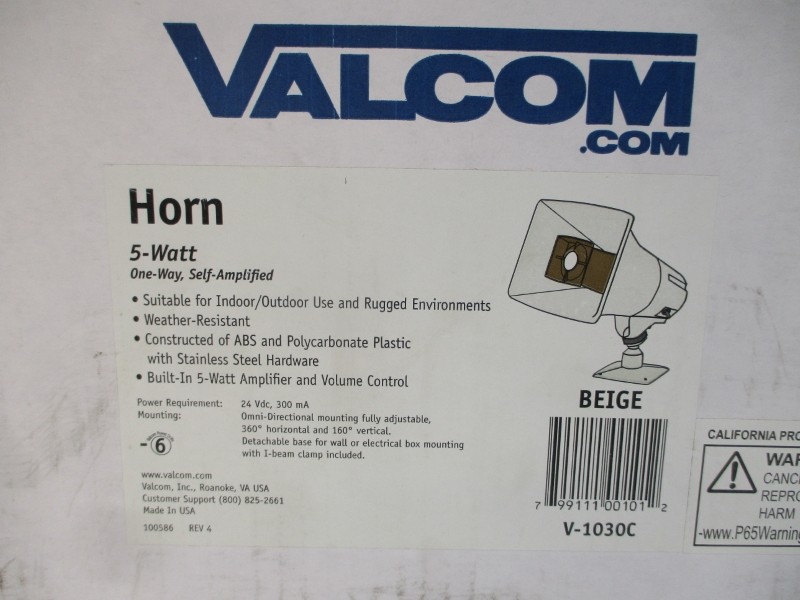 VALCOM
.COM
Horn
5-Watt
One-Way, Self-Amplified
• Suitable for Indoor/Outdoor Use and Rugged Environments
• Weather-Resistant
• Constructed of ABS and Polycarbonate Plastic
with Stainless Steel Hardware
• Built-In 5-Watt Amplifier and Volume Control
Power Requirement: 24 Vdc, 300 mA
Mounting: Omni-Directional mounting fully adjustable,
360° horizontal and 160° vertical.
Detachable base for wall or electrical box mounting
with I-beam clamp included.
-6
www.valcom.com
Valcom, Inc., Roanoke, VA USA
Customer Support (800) 825-2661
Made In USA
100586 REV 4
BEIGE
7 99111 00101 2
V-1030C
CALIFORNIA PRO
WAR
CANCE
REPRO
HARM
-www.P65Warning